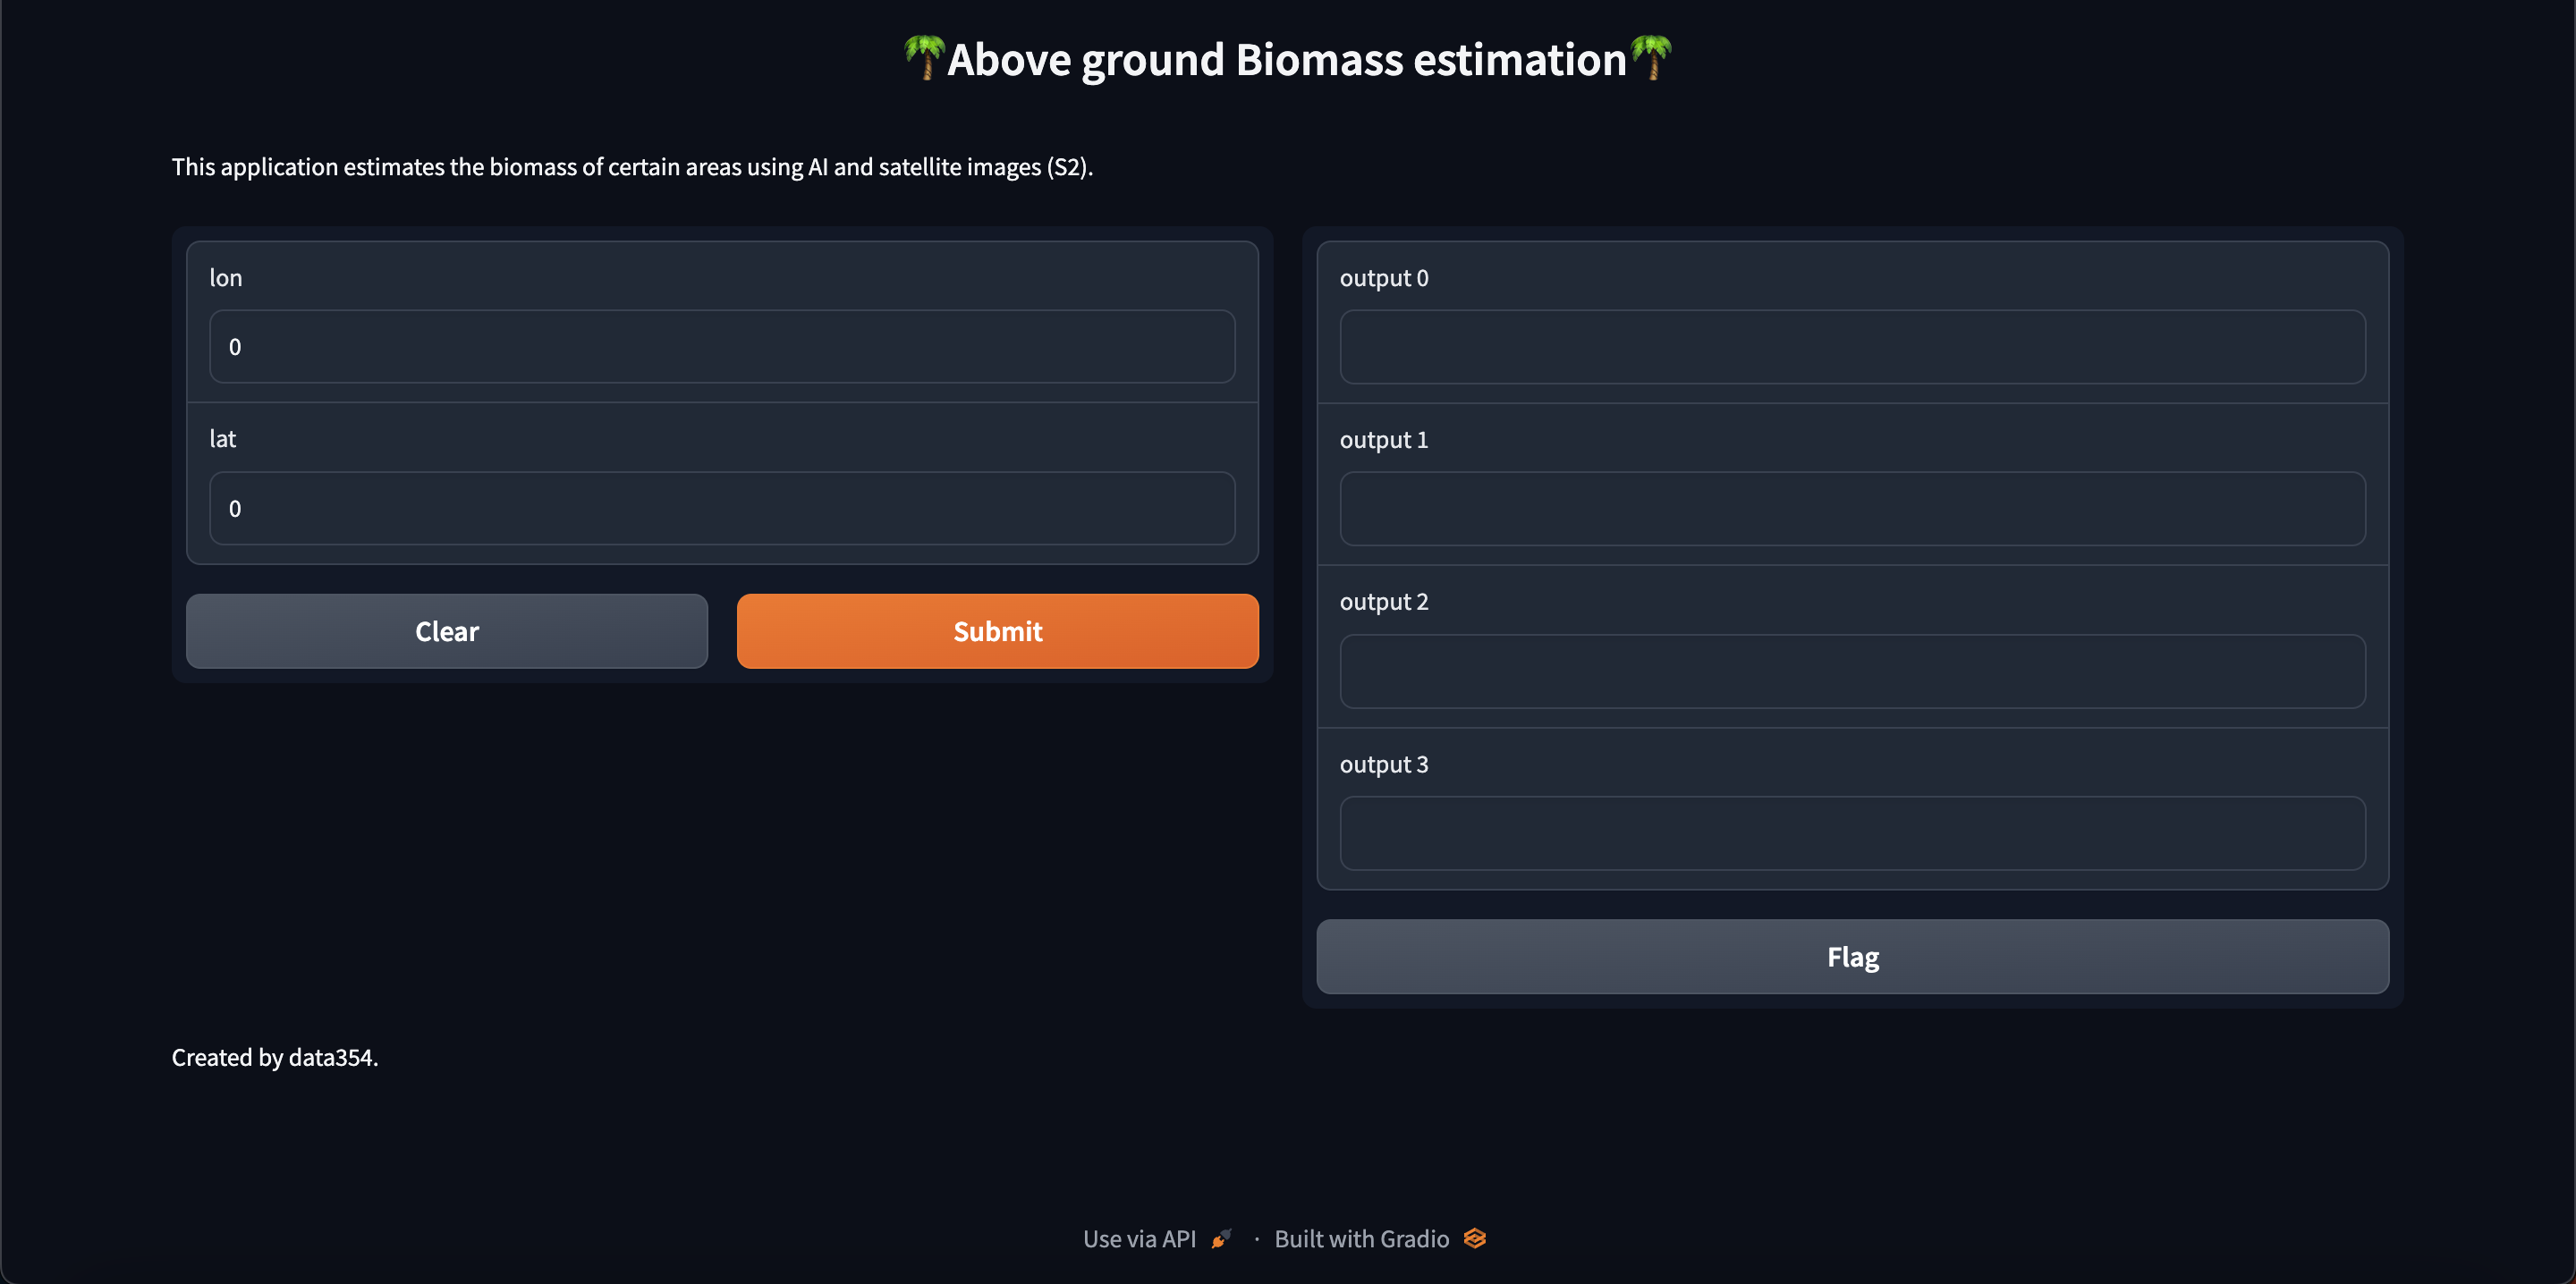 🌴Above ground Biomass estimation🌴
This application estimates the biomass of certain areas using AI and satellite images (S2).
lon
0
lat
0
Clear
Submit
output 0
output 1
output 2
output 3
Flag
Created by data354.
Use via API · Built with Gradio